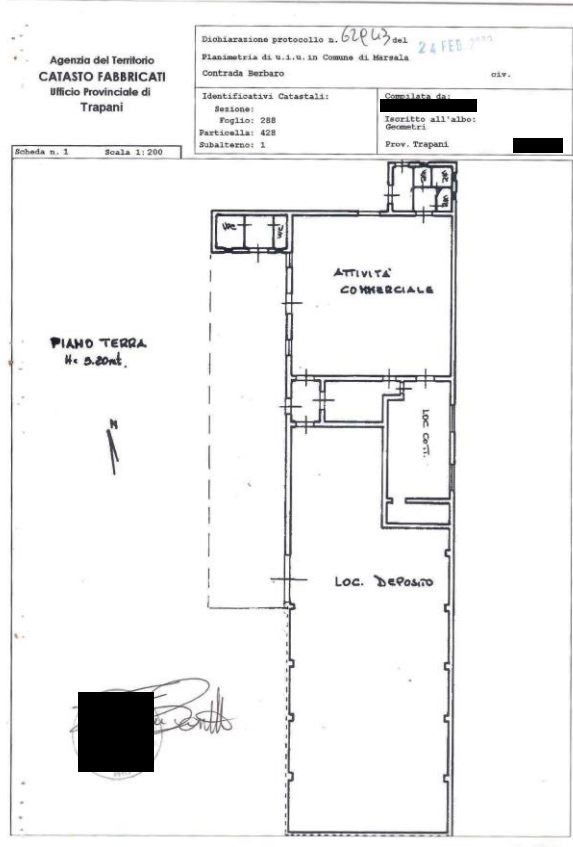 Agenzia del Territorio
CATASTO FABBRICATI
Ufficio Provinciale di
Trapani
Dichiarazione protocollo n. 62943 del
24 FEB.
Planimetria di u.i.u. in Comune di Marsala
Contrada Berbaro civ.
Identificativi Catastali:
Sezione:
Foglio: 288
Particella: 428
Subalterno: 1
Compilata da:
Iscritto all'albo:
Geometri
Prov. Trapani
Scheda n. 1 Scala 1:200
WC
WC
WC
WC
ATTIVITA'
COMMERCIALE
PIANO TERRA
H= 5.20mt.
N
LOC. COTT.
LOC. DEPOSITO